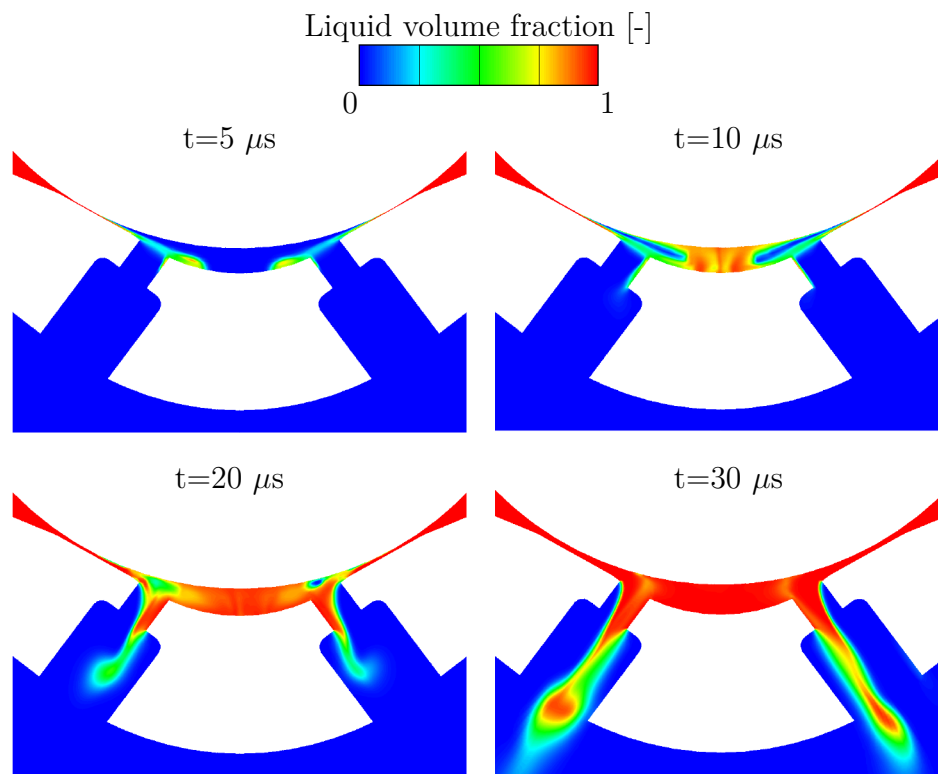 Liquid volume fraction [-]
0 1
t=5 μs
t=10 μs
t=20 μs
t=30 μs